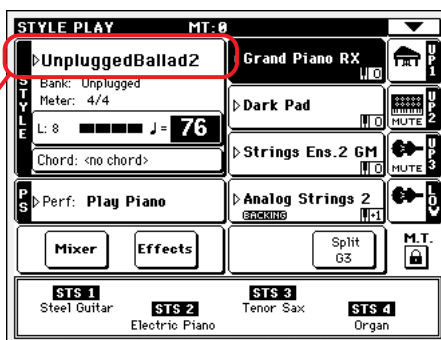 STYLE PLAY MT:0
STYLE
UnpluggedBallad2
Bank: Unplugged
Meter: 4/4
L: 8 ♩= 76
Chord: <no chord>
PS
Perf: Play Piano
Grand Piano RX
0
UP1
Dark Pad
0
MUTE
UP2
Strings Ens.2 GM
0
MUTE
UP3
Analog Strings 2
BACKING
+1
LOW
Mixer
Effects
Split
G3
M.T.
STS 1
Steel Guitar
STS 2
Electric Piano
STS 3
Tenor Sax
STS 4
Organ